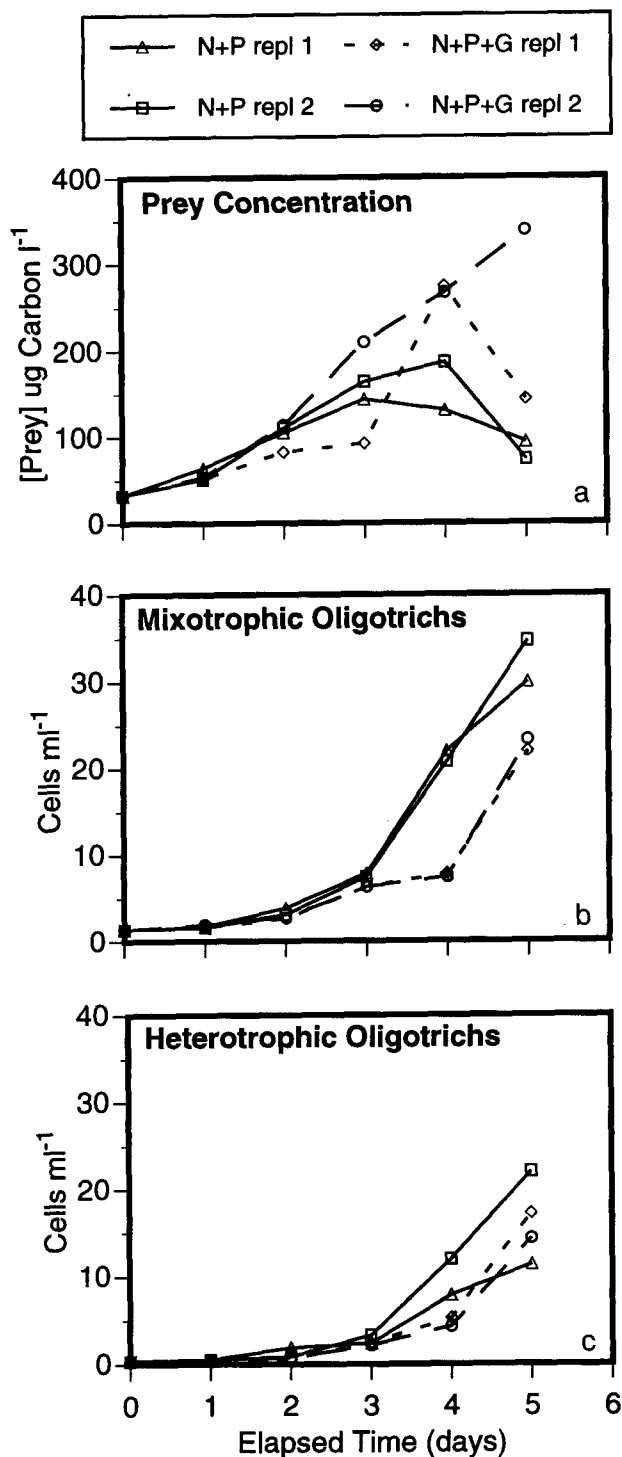 N+P repl 1 N+P+G repl 1
N+P repl 2 N+P+G repl 2
Prey Concentration
[Prey] ug Carbon l-1
400
300
200
100
0
a
Mixotrophic Oligotrichs
Cells ml-1
40
30
20
10
0
b
Heterotrophic Oligotrichs
Cells ml-1
40
30
20
10
0
c
0 1 2 3 4 5 6
Elapsed Time (days)